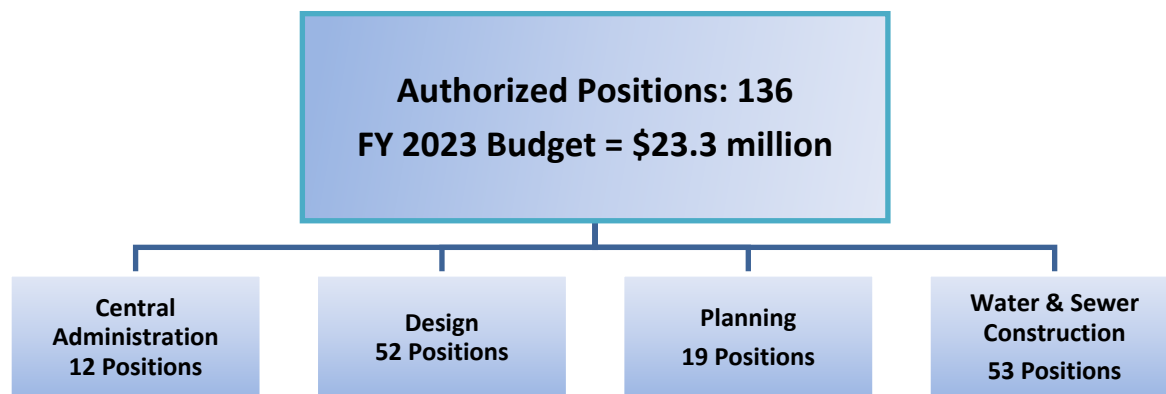 Authorized Positions: 136
FY 2023 Budget = $23.3 million
Central
Administration
12 Positions
Design
52 Positions
Planning
19 Positions
Water & Sewer
Construction
53 Positions